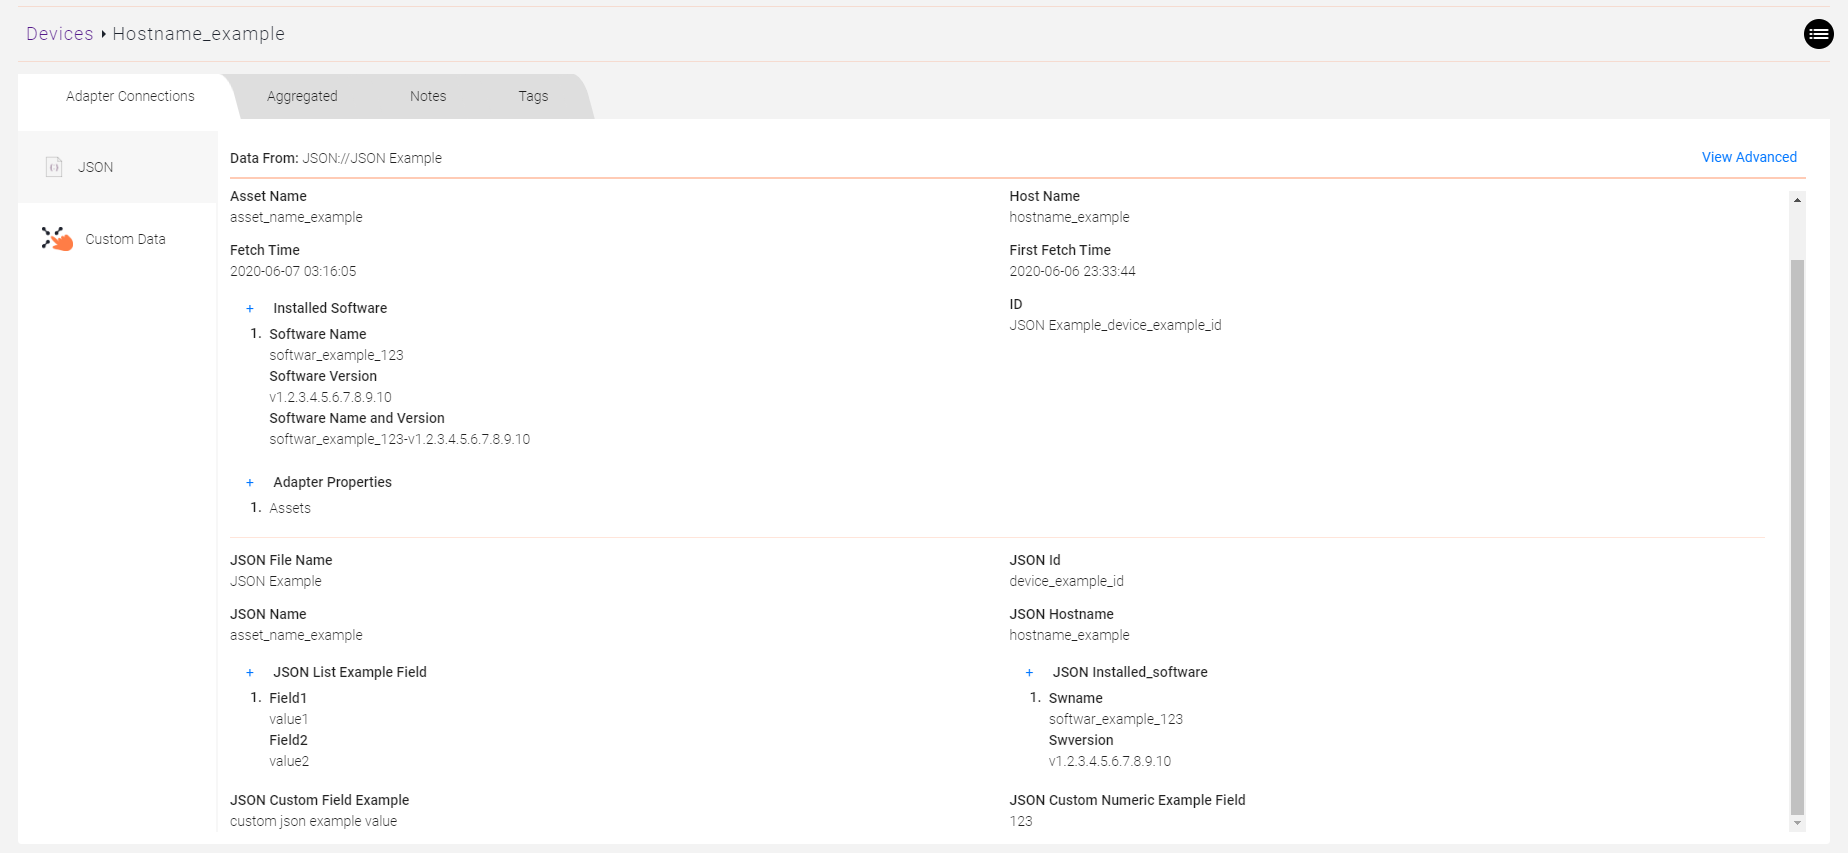 Devices Hostname_example
Adapter Connections Aggregated Notes Tags
JSON
Custom Data
Data From: JSON://JSON Example View Advanced
Asset Name Host Name
asset_name_example hostname_example
Fetch Time First Fetch Time
2020-06-07 03:16:05 2020-06-06 23:33:44
+ Installed Software ID
JSON Example_device_example_id
1. Software Name
softwar_example_123
Software Version
v1.2.3.4.5.6.7.8.9.10
Software Name and Version
softwar_example_123-v1.2.3.4.5.6.7.8.9.10
+ Adapter Properties
1. Assets
JSON File Name JSON Id
JSON Example device_example_id
JSON Name JSON Hostname
asset_name_example hostname_example
+ JSON List Example Field + JSON Installed_software
1. Field1 1. Swname
value1 softwar_example_123
Field2 Swversion
value2 v1.2.3.4.5.6.7.8.9.10
JSON Custom Field Example JSON Custom Numeric Example Field
custom json example value 123